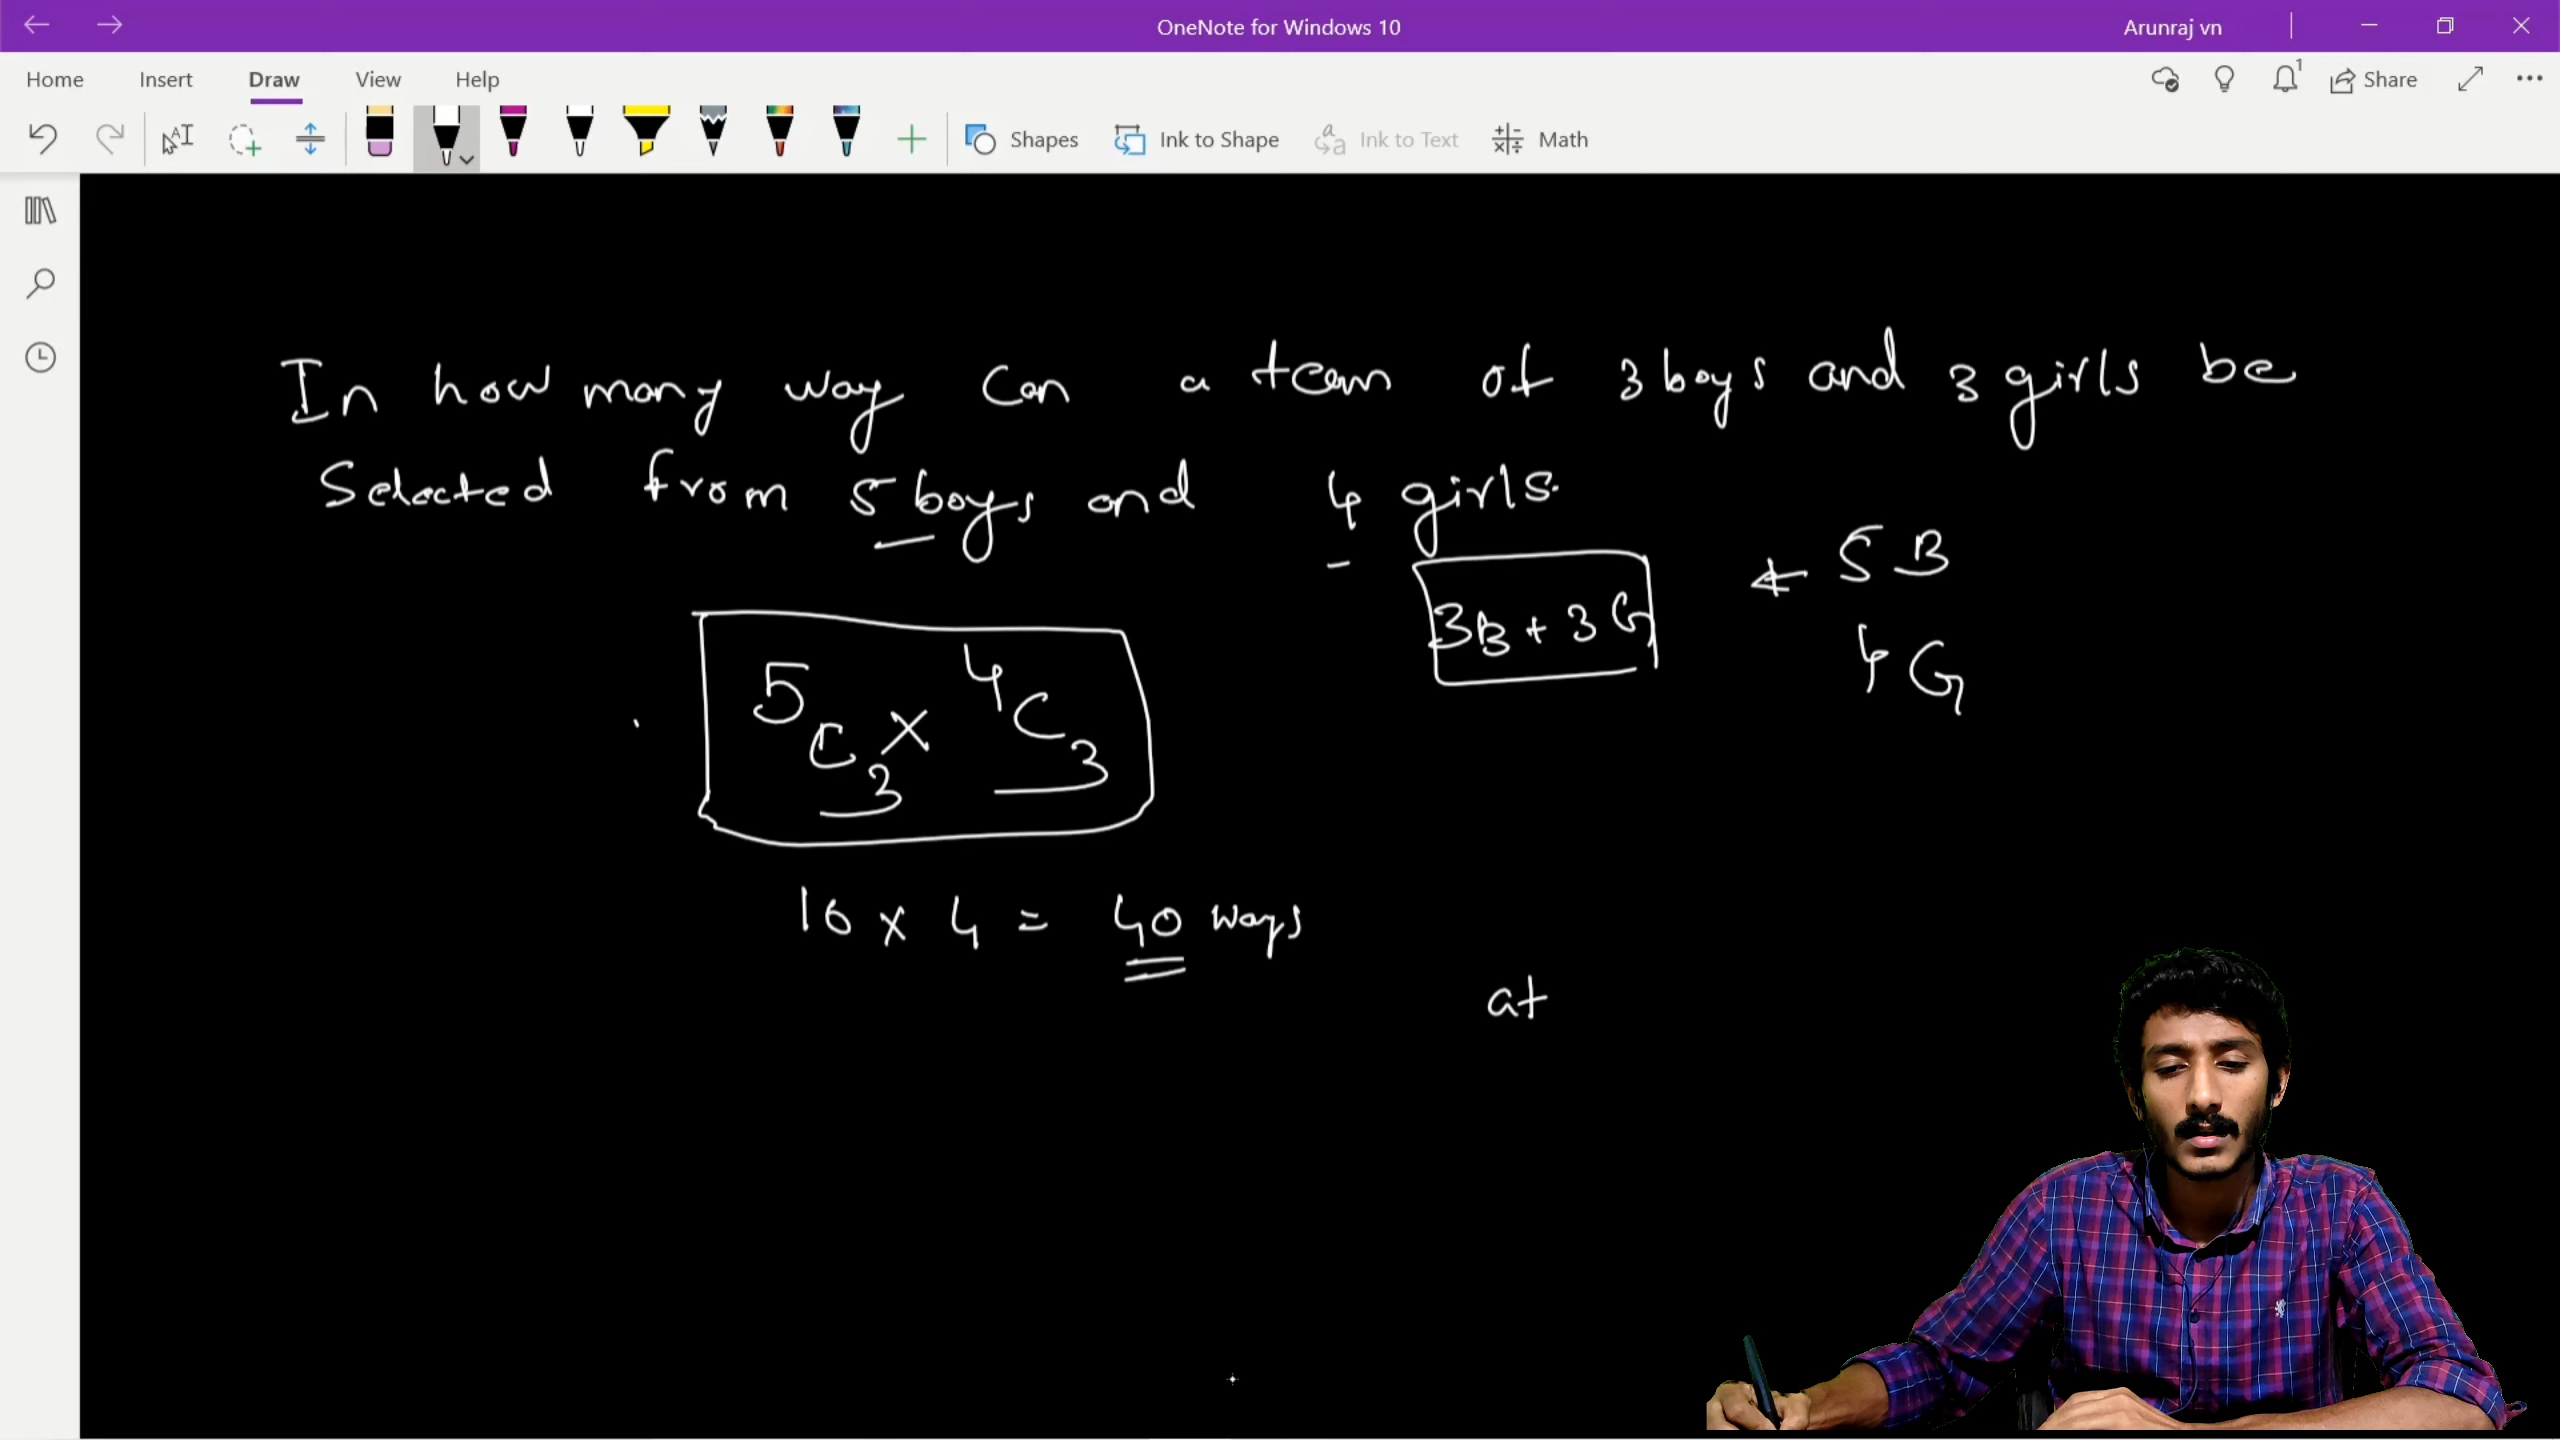 OneNote for Windows 10
Arunraj vn
Home Insert Draw View Help
1
Share
Shapes Ink to Shape Ink to Text Math
In how many way can a team of 3 boys and 3 girls be
Selected from 5 boys and 4 girls.
3B + 3G ← 5B
4G
5C3 × 4C3
10 × 4 = 40 ways
at